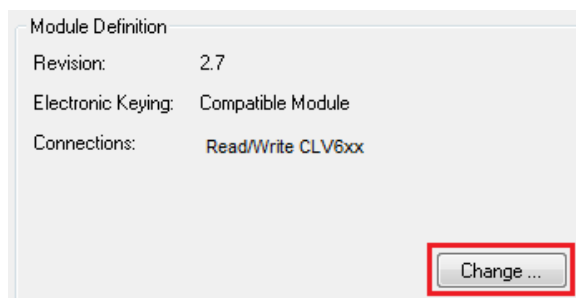 Module Definition
Revision: 2.7
Electronic Keying: Compatible Module
Connections: Read/Write CLV6xx
Change ...